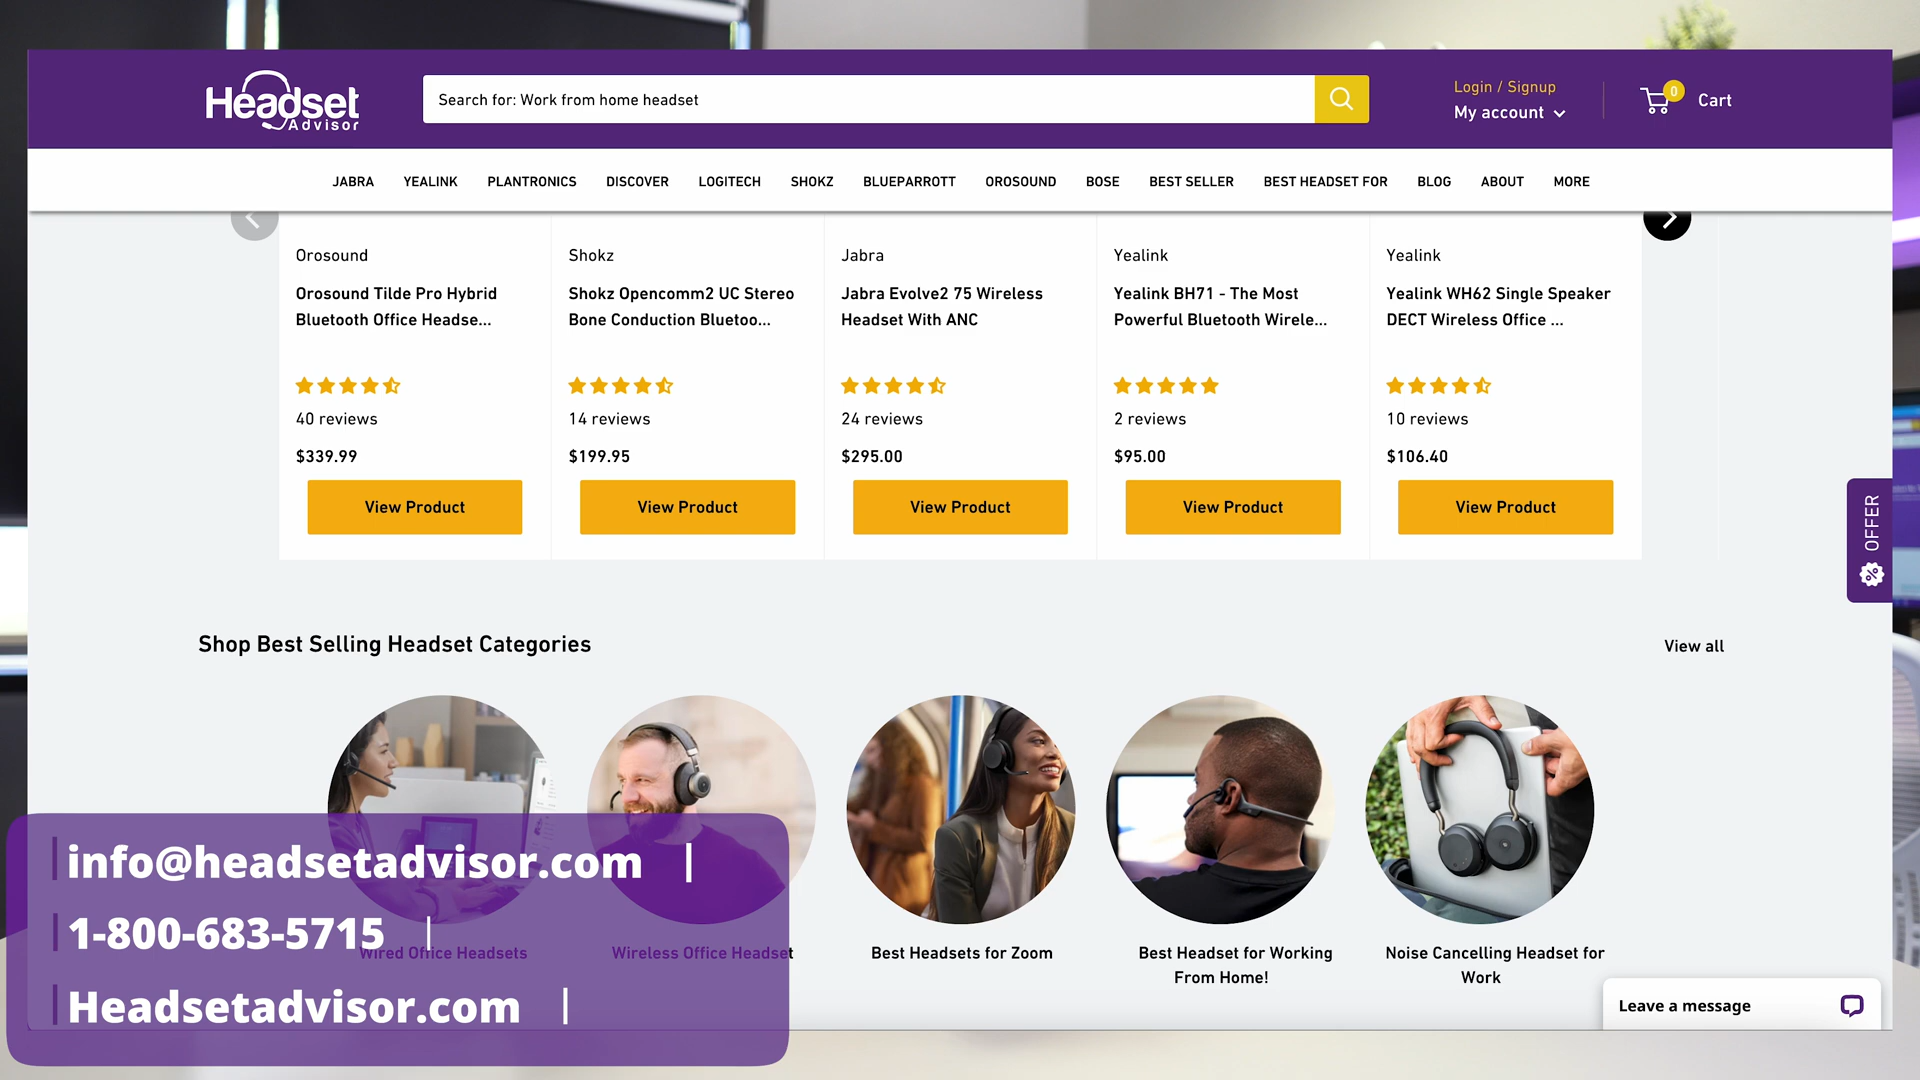 Headset
Advisor
Search for: Work from home headset
Login / Signup
My account
0
Cart
JABRA YEALINK PLANTRONICS DISCOVER LOGITECH SHOKZ BLUEPARROTT OROSOUND BOSE BEST SELLER BEST HEADSET FOR BLOG ABOUT MORE
Orosound
Orosound Tilde Pro Hybrid
Bluetooth Office Headse...
40 reviews
$339.99
View Product
Shokz
Shokz Opencomm2 UC Stereo
Bone Conduction Bluetoo...
14 reviews
$199.95
View Product
Jabra
Jabra Evolve2 75 Wireless
Headset With ANC
24 reviews
$295.00
View Product
Yealink
Yealink BH71 - The Most
Powerful Bluetooth Wirele...
2 reviews
$95.00
View Product
Yealink
Yealink WH62 Single Speaker
DECT Wireless Office ...
10 reviews
$106.40
View Product
OFFER
Shop Best Selling Headset Categories
View all
Wired Office Headsets
Wireless Office Headset
Best Headsets for Zoom
Best Headset for Working
From Home!
Noise Cancelling Headset for
Work
info@headsetadvisor.com
1-800-683-5715
Headsetadvisor.com
Leave a message